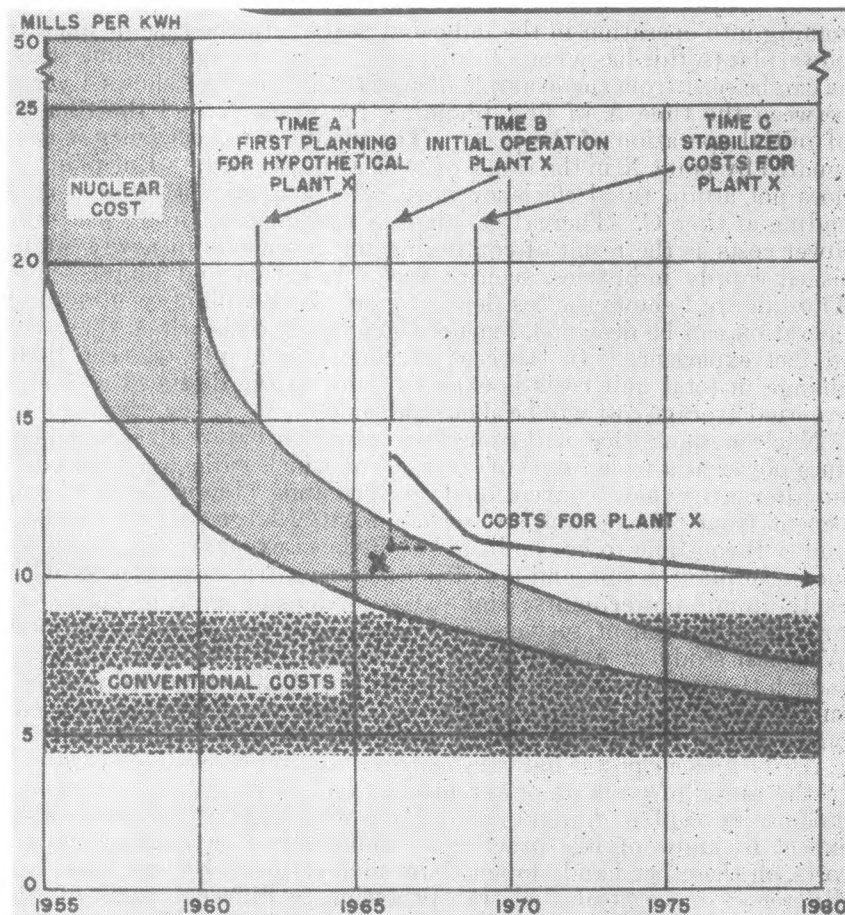 MILLS PER KWH
50
25
20
15
10
5
0
TIME A
FIRST PLANNING
FOR HYPOTHETICAL
PLANT X
TIME B
INITIAL OPERATION
PLANT X
TIME C
STABILIZED
COSTS FOR
PLANT X
NUCLEAR
COST
COSTS FOR PLANT X
X
CONVENTIONAL COSTS
1955 1960 1965 1970 1975 1980